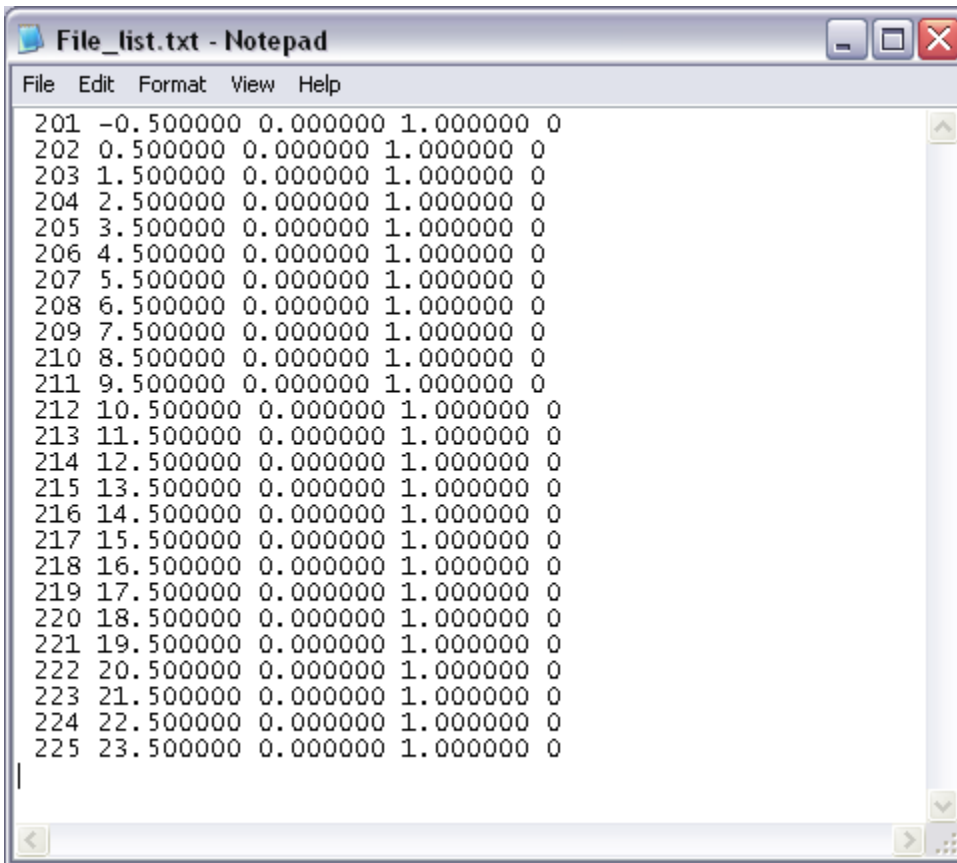 File_list.txt - Notepad
File Edit Format View Help
201 -0.500000 0.000000 1.000000 0
202 0.500000 0.000000 1.000000 0
203 1.500000 0.000000 1.000000 0
204 2.500000 0.000000 1.000000 0
205 3.500000 0.000000 1.000000 0
206 4.500000 0.000000 1.000000 0
207 5.500000 0.000000 1.000000 0
208 6.500000 0.000000 1.000000 0
209 7.500000 0.000000 1.000000 0
210 8.500000 0.000000 1.000000 0
211 9.500000 0.000000 1.000000 0
212 10.500000 0.000000 1.000000 0
213 11.500000 0.000000 1.000000 0
214 12.500000 0.000000 1.000000 0
215 13.500000 0.000000 1.000000 0
216 14.500000 0.000000 1.000000 0
217 15.500000 0.000000 1.000000 0
218 16.500000 0.000000 1.000000 0
219 17.500000 0.000000 1.000000 0
220 18.500000 0.000000 1.000000 0
221 19.500000 0.000000 1.000000 0
222 20.500000 0.000000 1.000000 0
223 21.500000 0.000000 1.000000 0
224 22.500000 0.000000 1.000000 0
225 23.500000 0.000000 1.000000 0